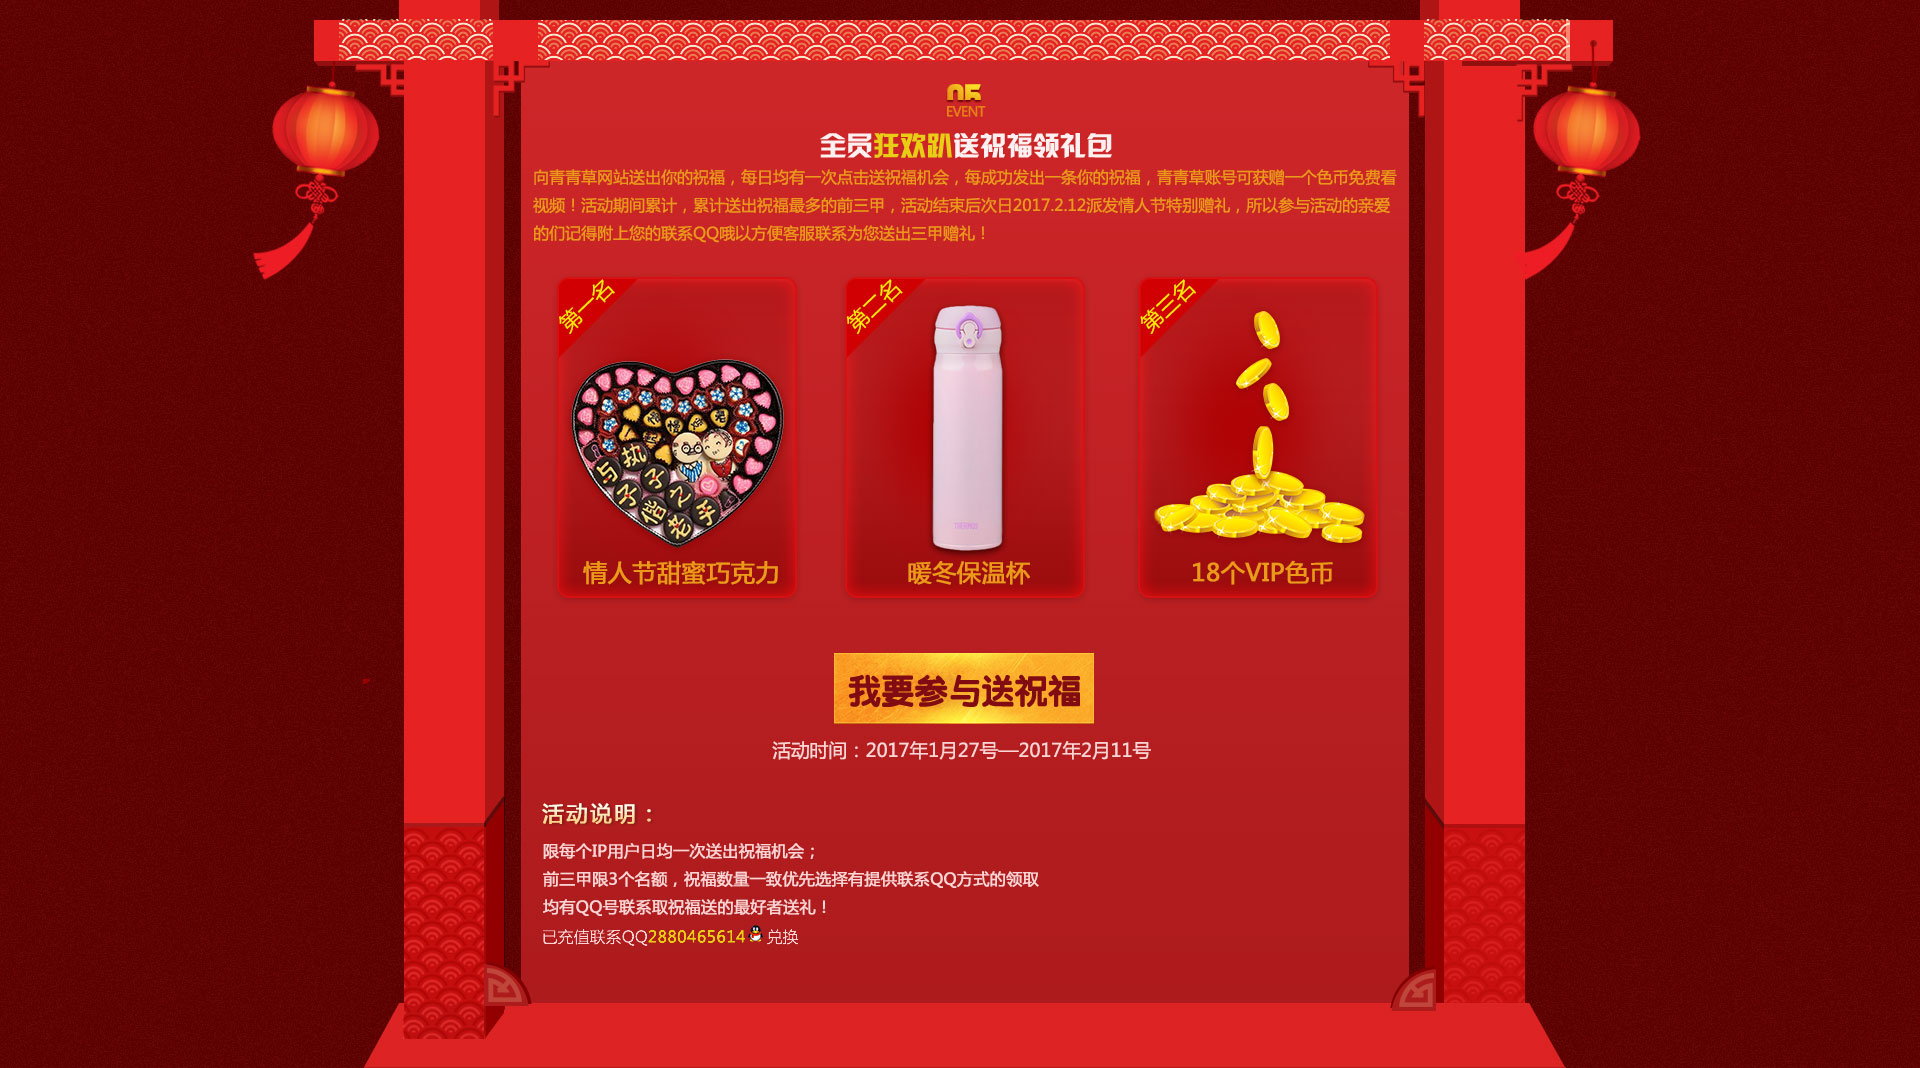 05
EVENT
全员狂欢趴送祝福领礼包
向青青草网站送出你的祝福，每日均有一次点击送祝福机会，每成功发出一条你的祝福，青青草账号可获赠一个色币免费看
视频！活动期间累计，累计送出祝福最多的前三甲，活动结束后次日2017.2.12派发情人节特别赠礼，所以参与活动的亲爱
的们记得附上您的联系QQ哦以方便客服联系为您送出三甲赠礼！
第一名
第二名
第三名
执子之手
与子偕老
THERMOS
情人节甜蜜巧克力
暖冬保温杯
18个VIP色币
我要参与送祝福
活动时间：2017年1月27号—2017年2月11号
活动说明：
限每个IP用户日均一次送出祝福机会；
前三甲限3个名额，祝福数量一致优先选择有提供联系QQ方式的领取
均有QQ号联系取祝福送的最好者送礼！
已充值联系QQ2880465614兑换